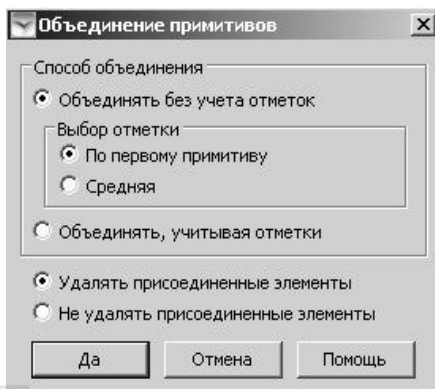 Объединение примитивов
Способ объединения
Объединять без учета отметок
Выбор отметки
По первому примитиву
Средняя
Объединять, учитывая отметки
Удалять присоединенные элементы
Не удалять присоединенные элементы
Да Отмена Помощь